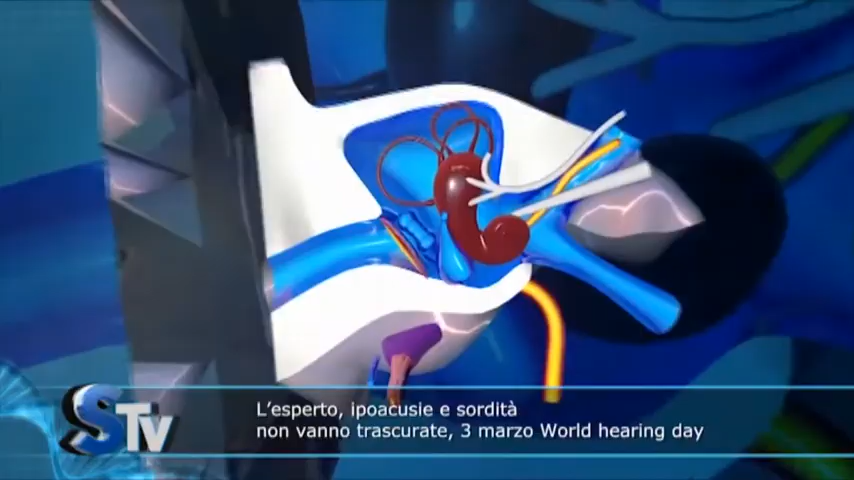 STv
L'esperto, ipoacusie e sordità
non vanno trascurate, 3 marzo World hearing day